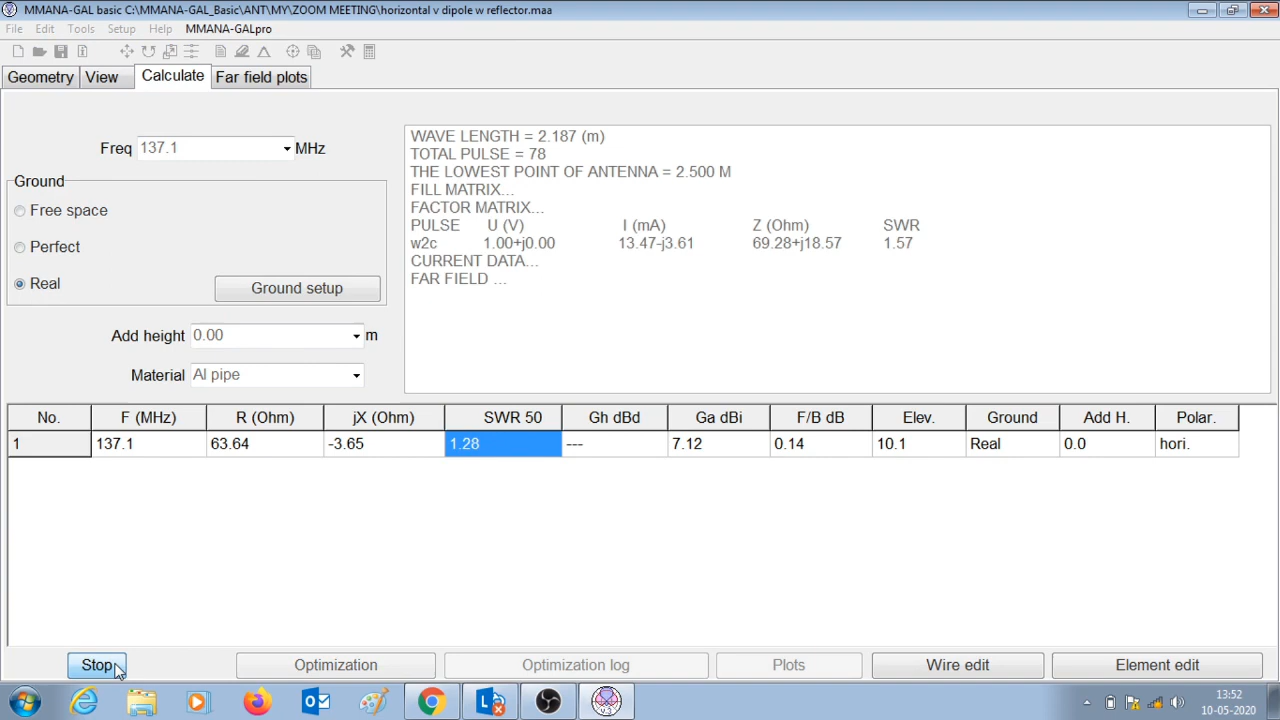 MMANA-GAL basic C:\MMANA-GAL_Basic\ANT\MY\ZOOM MEETING\horizontal v dipole w reflector.maa
File Edit Tools Setup Help MMANA-GALpro
Geometry View Calculate Far field plots
Freq 137.1 MHz
Ground
Free space
Perfect
Real
Ground setup
Add height 0.00 m
Material Al pipe
WAVE LENGTH = 2.187 (m)
TOTAL PULSE = 78
THE LOWEST POINT OF ANTENNA = 2.500 M
FILL MATRIX...
FACTOR MATRIX...
PULSE U (V) I (mA) Z (Ohm) SWR
w2c 1.00+j0.00 13.47-j3.61 69.28+j18.57 1.57
CURRENT DATA...
FAR FIELD ...
No. F (MHz) R (Ohm) jX (Ohm) SWR 50 Gh dBd Ga dBi F/B dB Elev. Ground Add H. Polar.
1 137.1 63.64 -3.65 1.28 --- 7.12 0.14 10.1 Real 0.0 hori.
Stop Optimization Optimization log Plots Wire edit Element edit
13:52
10-05-2020